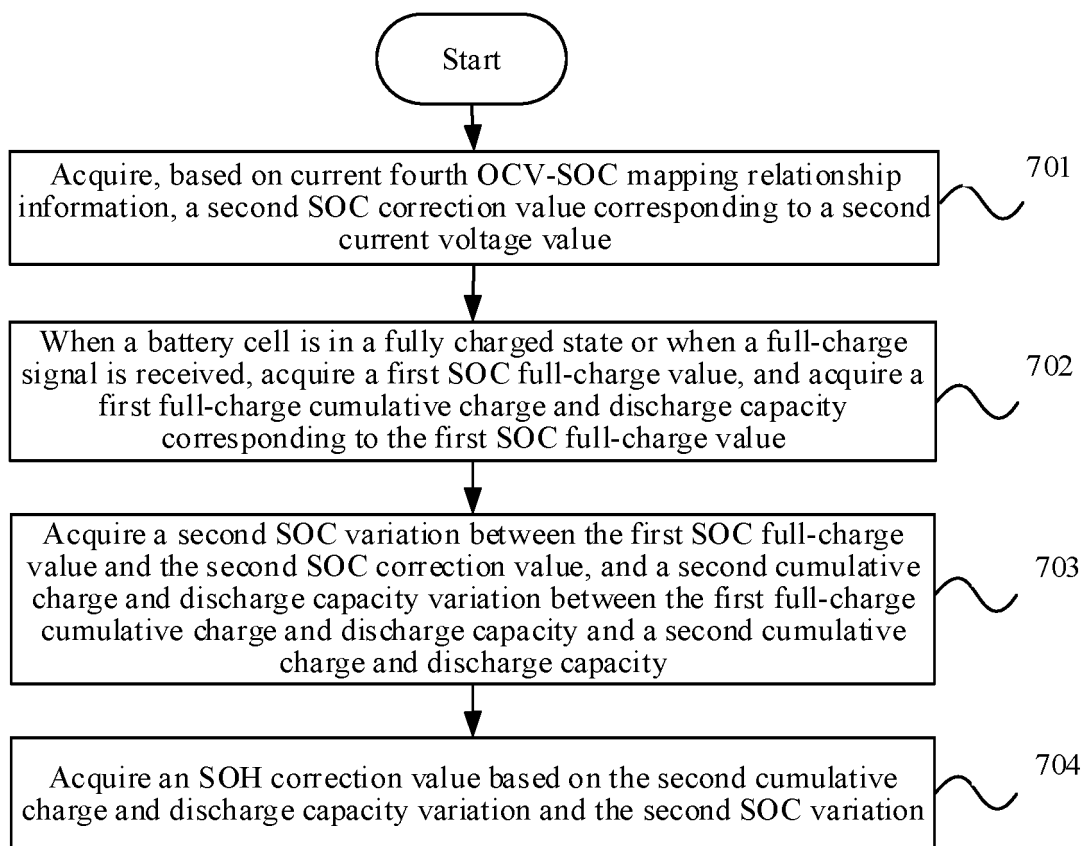 Start
Acquire, based on current fourth OCV-SOC mapping relationship
information, a second SOC correction value corresponding to a second
current voltage value
701
When a battery cell is in a fully charged state or when a full-charge
signal is received, acquire a first SOC full-charge value, and acquire a
first full-charge cumulative charge and discharge capacity
corresponding to the first SOC full-charge value
702
Acquire a second SOC variation between the first SOC full-charge
value and the second SOC correction value, and a second cumulative
charge and discharge capacity variation between the first full-charge
cumulative charge and discharge capacity and a second cumulative
charge and discharge capacity
703
Acquire an SOH correction value based on the second cumulative
charge and discharge capacity variation and the second SOC variation
704